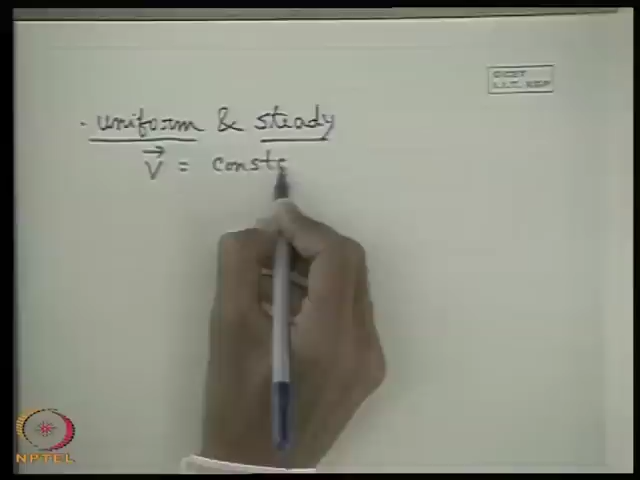 · uniform & steady
V = const
NPTEL